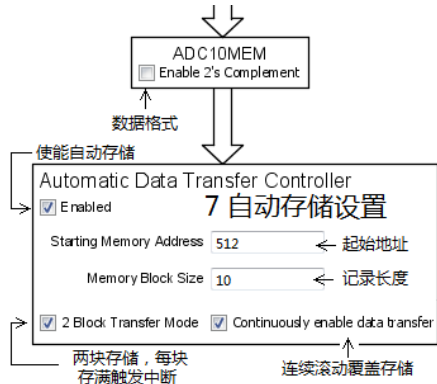 ADC10MEM
Enable 2's Complement
数据格式
使能自动存储
Automatic Data Transfer Controller
Enabled
7 自动存储设置
Starting Memory Address 512 起始地址
Memory Block Size 10 记录长度
2 Block Transfer Mode Continuously enable data transfer
两块存储，每块
存满触发中断
连续滚动覆盖存储